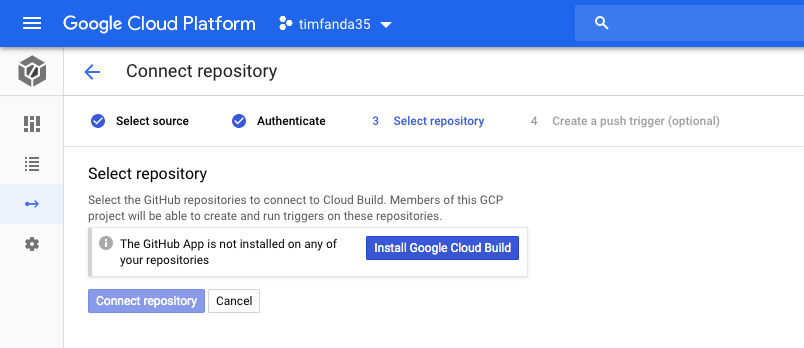 Google Cloud Platform
timfanda35
Connect repository
Select source
Authenticate
3 Select repository
4 Create a push trigger (optional)
Select repository
Select the GitHub repositories to connect to Cloud Build. Members of this GCP
project will be able to create and run triggers on these repositories.
The GitHub App is not installed on any of
your repositories
Install Google Cloud Build
Connect repository
Cancel